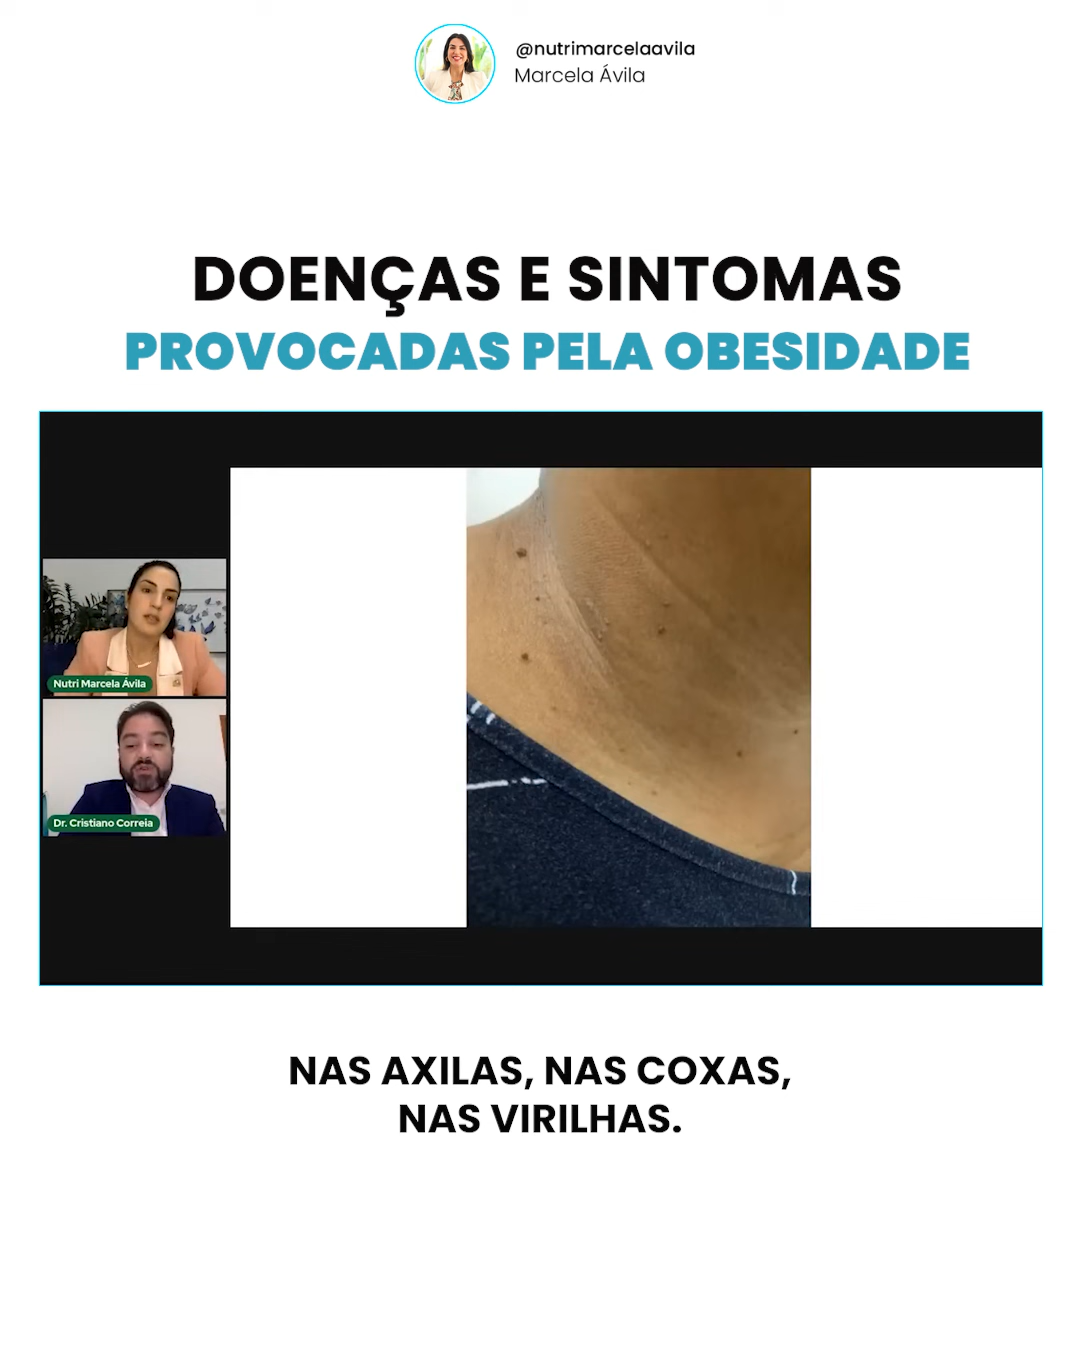 @nutrimarcelaavila
Marcela Ávila
DOENÇAS E SINTOMAS
PROVOCADAS PELA OBESIDADE
Nutri Marcela Ávila
Dr. Cristiano Correia
NAS AXILAS, NAS COXAS,
NAS VIRILHAS.